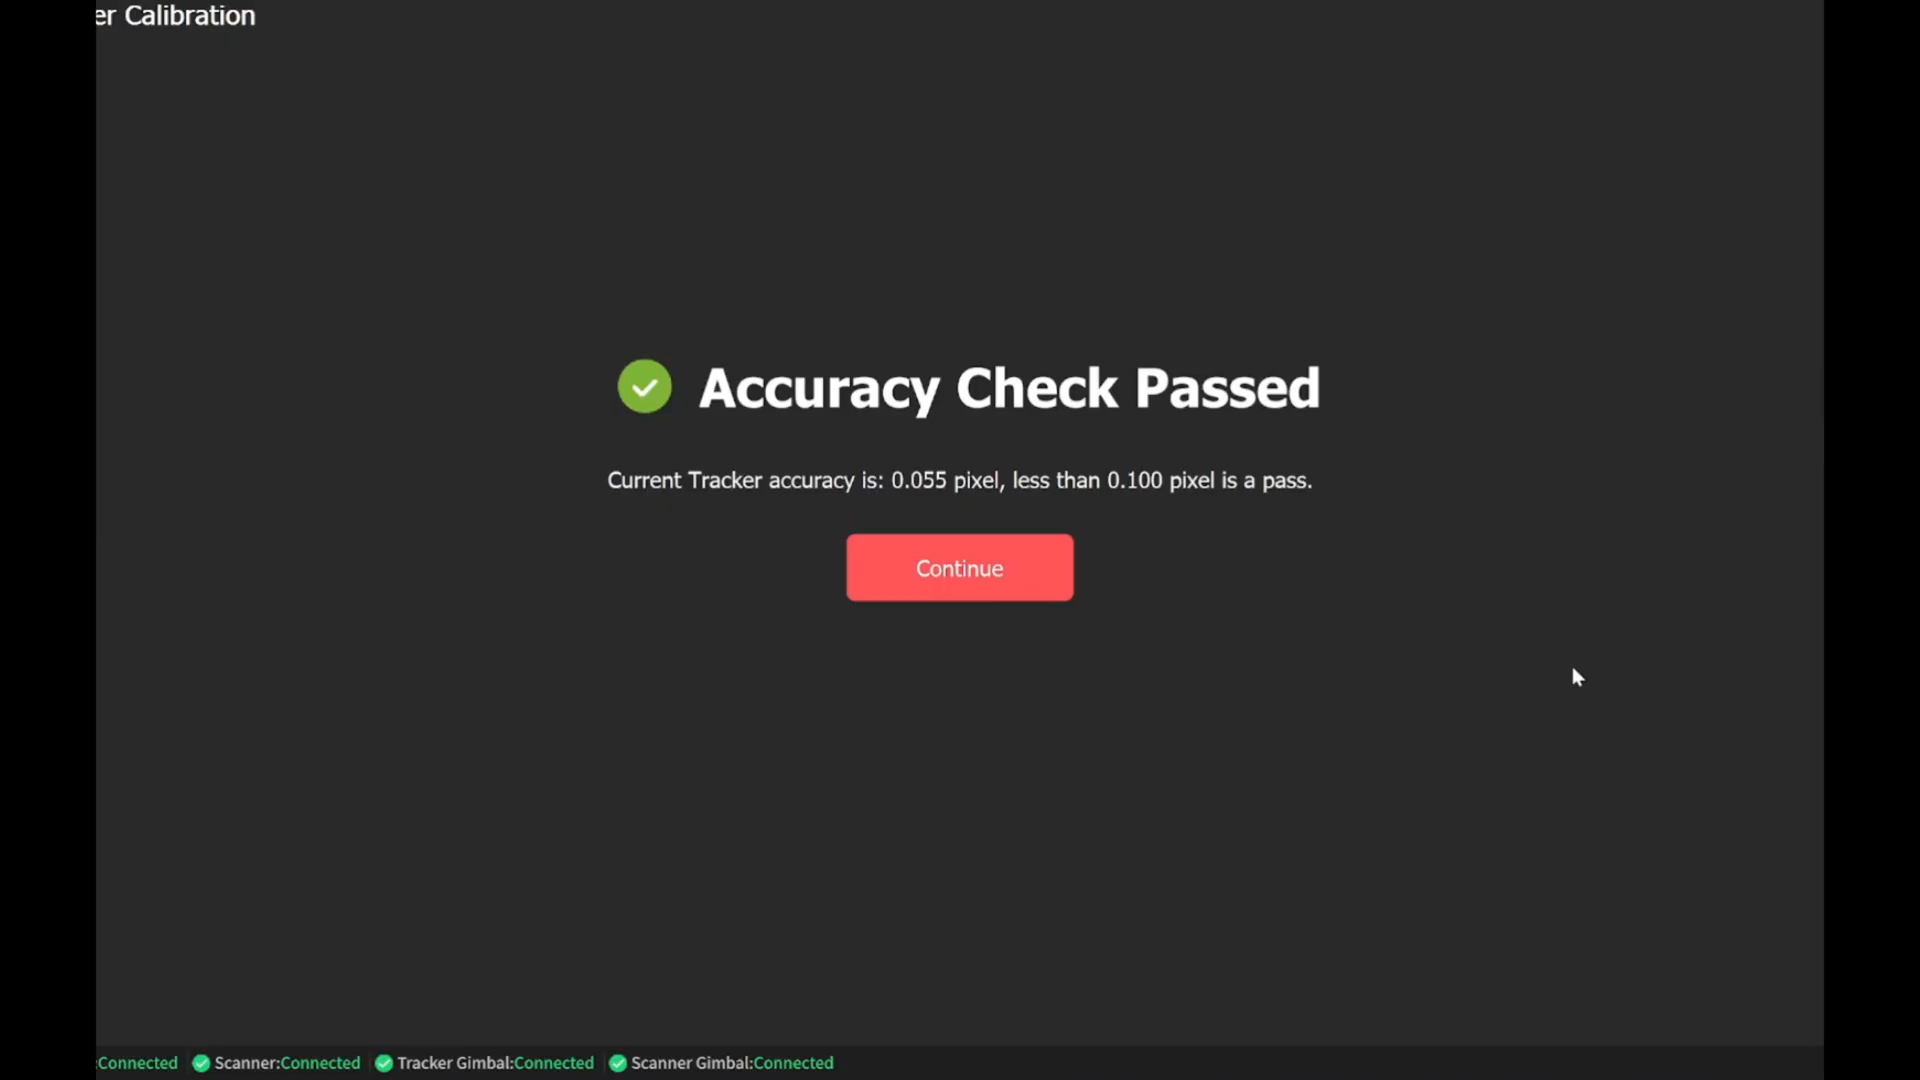 er Calibration
Accuracy Check Passed
Current Tracker accuracy is: 0.055 pixel, less than 0.100 pixel is a pass.
Continue
:Connected Scanner:Connected Tracker Gimbal:Connected Scanner Gimbal:Connected